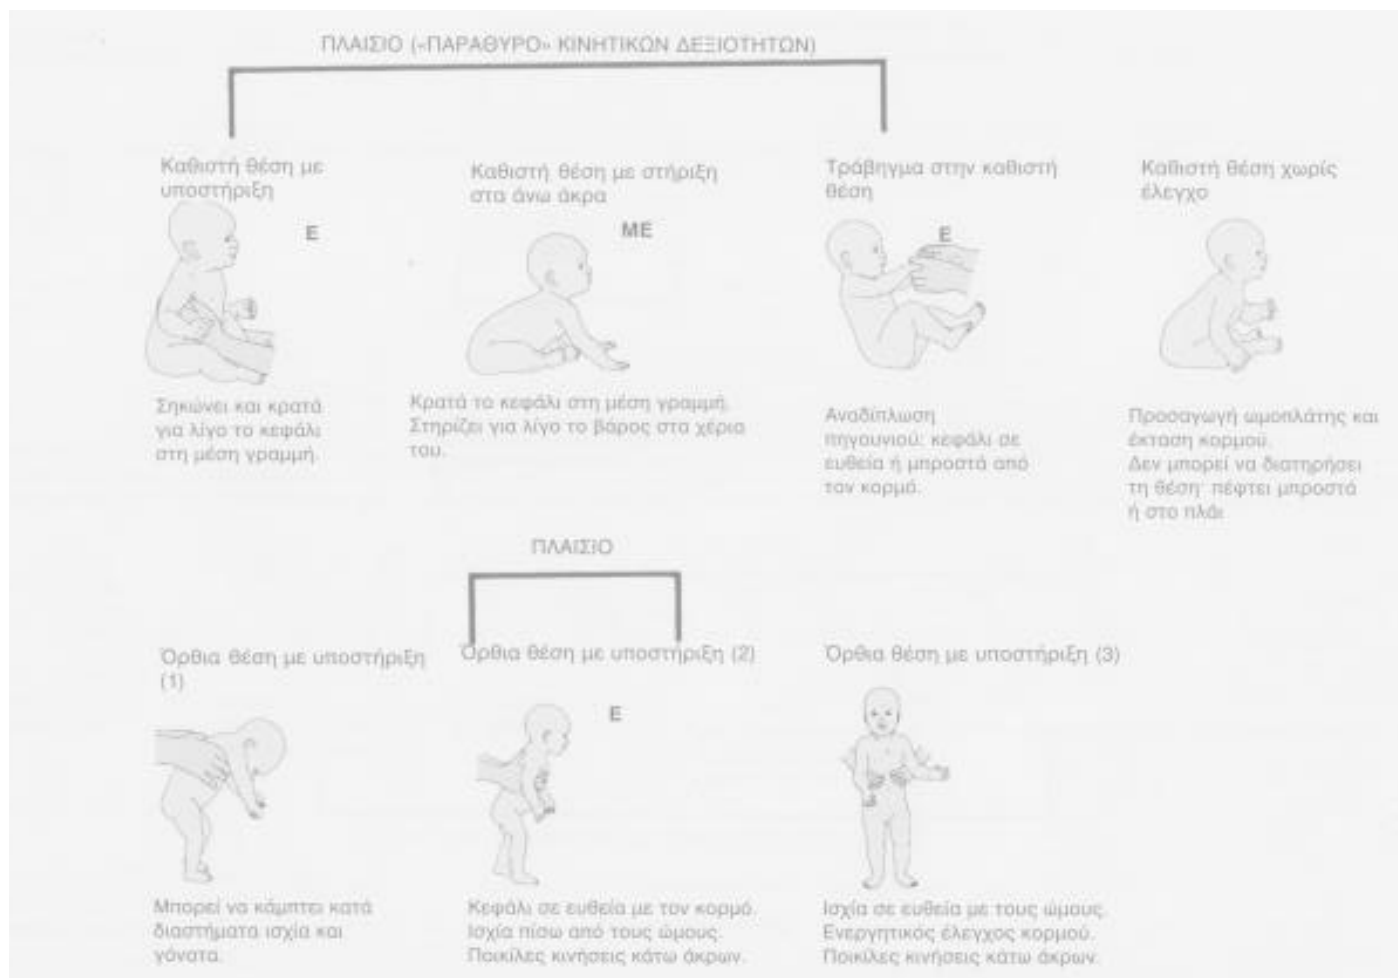 ΠΛΑΙΣΙΟ («ΠΑΡΑΘΥΡΟ» ΚΙΝΗΤΙΚΩΝ ΔΕΞΙΟΤΗΤΩΝ)
Καθιστή θέση με
υποστήριξη
Ε
Σηκώνει και κρατά
για λίγο το κεφάλι
στη μέση γραμμή.
Καθιστή θέση με στήριξη
στα άνω άκρα
ΜΕ
Κρατά το κεφάλι στη μέση γραμμή.
Στηρίζει για λίγο το βάρος στα χέρια
του.
Τράβηγμα στην καθιστή
θέση
Ε
Αναδίπλωση
πηγουνιού: κεφάλι σε
ευθεία ή μπροστά από
τον κορμό.
Καθιστή θέση χωρίς
έλεγχο
Προσαγωγή ωμοπλάτης και
έκταση κορμού.
Δεν μπορεί να διατηρήσει
τη θέση· πέφτει μπροστά
ή στο πλάι
ΠΛΑΙΣΙΟ
Όρθια θέση με υποστήριξη
(1)
Μπορεί να κάμπτει κατά
διαστήματα ισχία και
γόνατα.
Όρθια θέση με υποστήριξη (2)
Ε
Κεφάλι σε ευθεία με τον κορμό.
Ισχία πίσω από τους ώμους.
Ποικίλες κινήσεις κάτω άκρων.
Όρθια θέση με υποστήριξη (3)
Ισχία σε ευθεία με τους ώμους.
Ενεργητικός έλεγχος κορμού.
Ποικίλες κινήσεις κάτω άκρων.